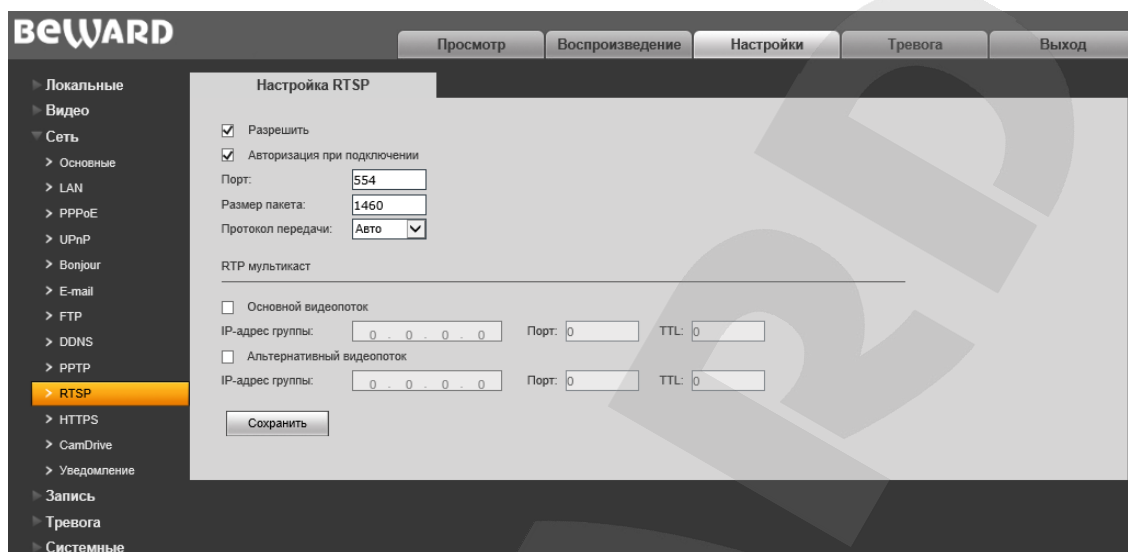 BEWARD
Просмотр Воспроизведение Настройки Тревога Выход
Локальные
Видео
Сеть
Основные
LAN
PPPoE
UPnP
Bonjour
E-mail
FTP
DDNS
PPTP
RTSP
HTTPS
CamDrive
Уведомление
Запись
Тревога
Системные
Настройка RTSP
Разрешить
Авторизация при подключении
Порт: 554
Размер пакета: 1460
Протокол передачи: Авто
RTP мультикаст
Основной видеопоток
IP-адрес группы: 0 . 0 . 0 . 0 Порт: 0 TTL: 0
Альтернативный видеопоток
IP-адрес группы: 0 . 0 . 0 . 0 Порт: 0 TTL: 0
Сохранить